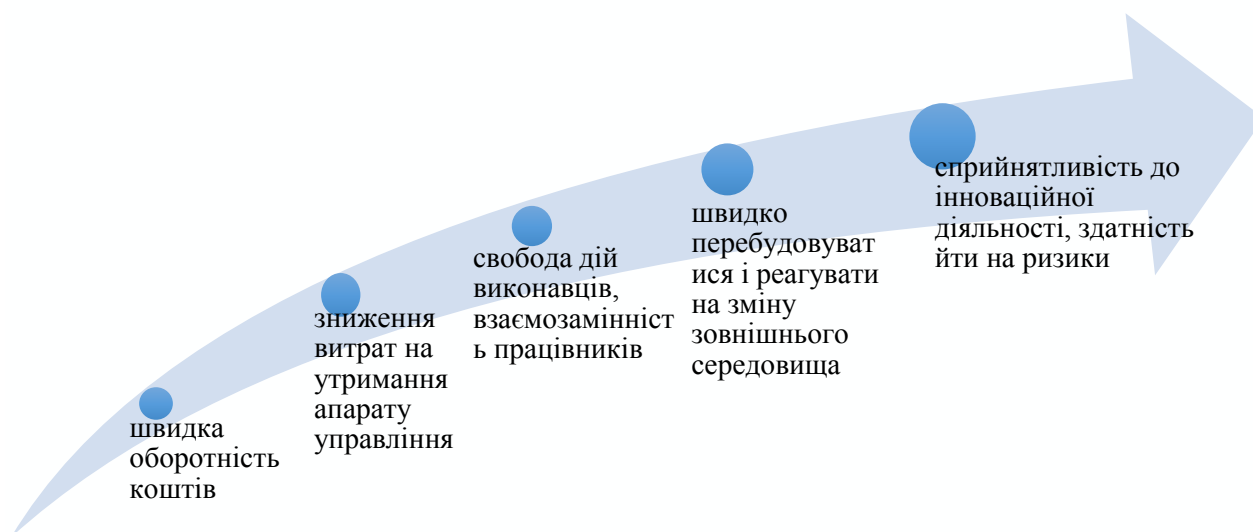 швидка
оборотність
коштів
зниження
витрат на
утримання
апарату
управління
свобода дій
виконавців,
взаємозамінніст
ь працівників
швидко
перебудовуват
ися і реагувати
на зміну
зовнішнього
середовища
сприйнятливість до
інноваційної
діяльності, здатність
йти на ризики